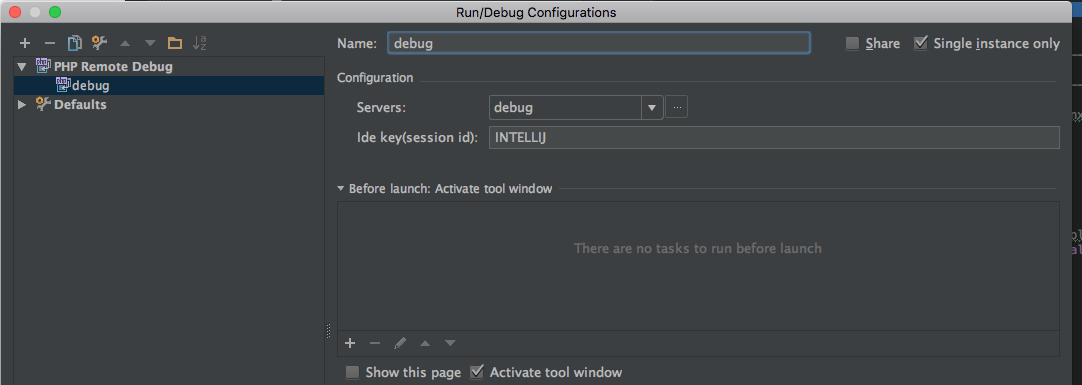 Run/Debug Configurations
Name: debug
Share
Single instance only
PHP Remote Debug
debug
Defaults
Configuration
Servers: debug
Ide key(session id): INTELLIJ
Before launch: Activate tool window
There are no tasks to run before launch
Show this page
Activate tool window